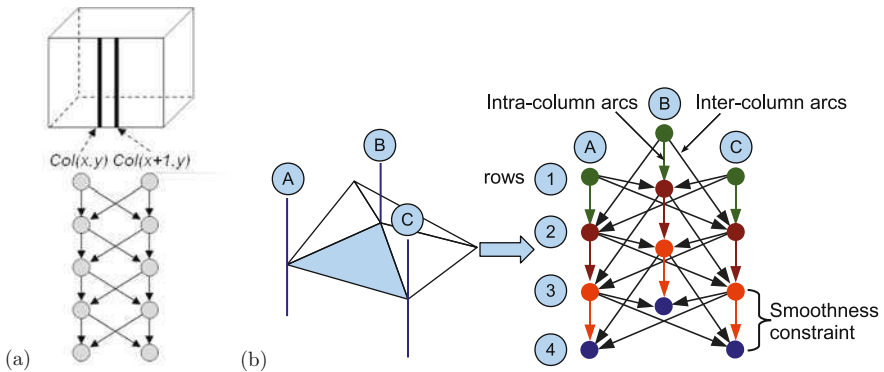 Col(x,y) Col(x+1,y)
(a)
A
B
C
(b)
Intra-column arcs
B
Inter-column arcs
A
C
rows
1
2
3
4
Smoothness
constraint